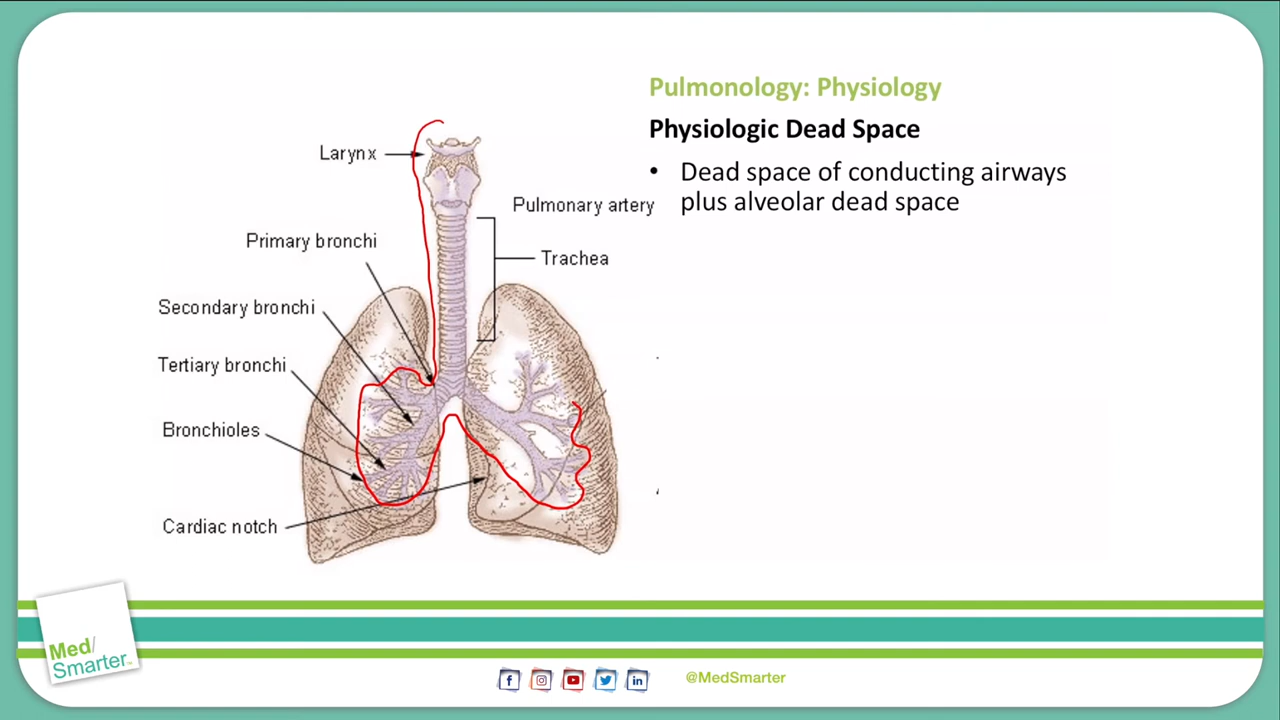 Pulmonology: Physiology
Physiologic Dead Space
• Dead space of conducting airways
plus alveolar dead space
Larynx
Pulmonary artery
Primary bronchi
Trachea
Secondary bronchi
Tertiary bronchi
Bronchioles
Cardiac notch
Med/
Smarter™
@MedSmarter